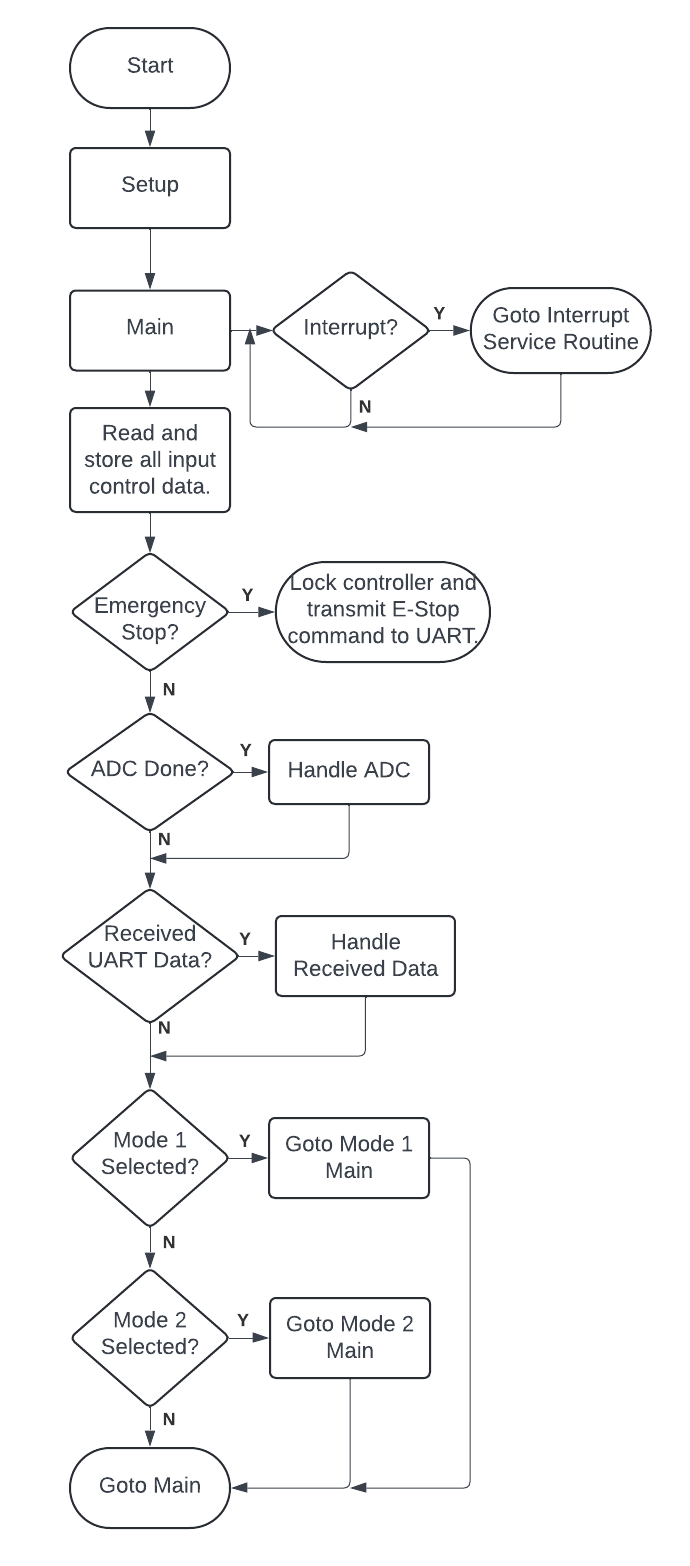 Start
Setup
Main
Interrupt?
Y
Goto Interrupt
Service Routine
N
Read and
store all input
control data.
Emergency
Stop?
Y
Lock controller and
transmit E-Stop
command to UART.
N
ADC Done?
Y
Handle ADC
N
Received
UART Data?
Y
Handle
Received Data
N
Mode 1
Selected?
Y
Goto Mode 1
Main
N
Mode 2
Selected?
Y
Goto Mode 2
Main
N
Goto Main